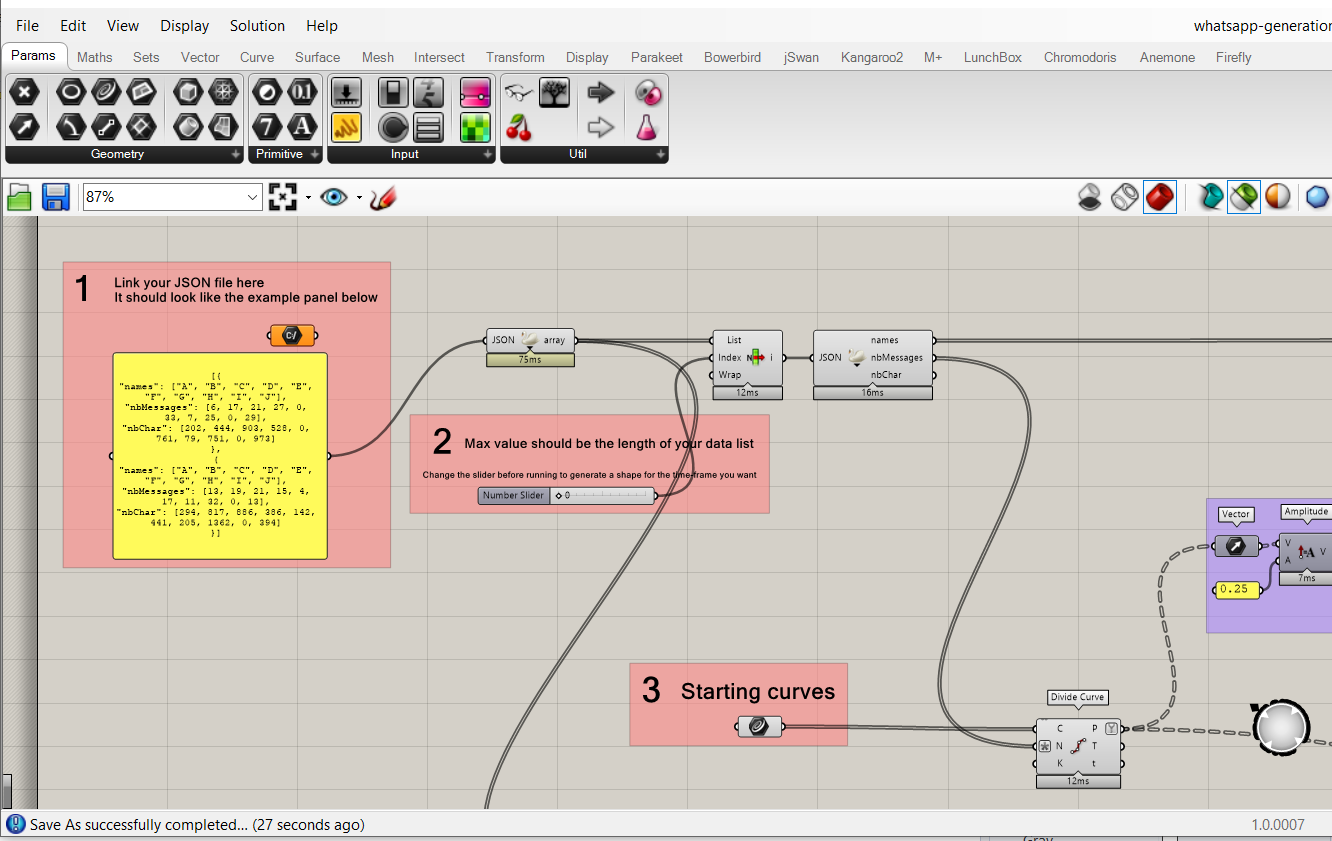 File Edit View Display Solution Help
whatsapp-generation
Params Maths Sets Vector Curve Surface Mesh Intersect Transform Display Parakeet Bowerbird jSwan Kangaroo2 M+ LunchBox Chromodoris Anemone Firefly
0.1
7 A
Geometry Primitive Input Util
87%
1 Link your JSON file here
It should look like the example panel below
C/
[{
"names": ["A", "B", "C", "D", "E",
"F", "G", "H", "I", "J"],
"nbMessages": [6, 17, 21, 27, 0,
33, 7, 25, 0, 29],
"nbChar": [202, 444, 903, 528, 0,
761, 79, 751, 0, 973]
},
{
"names": ["A", "B", "C", "D", "E",
"F", "G", "H", "I", "J"],
"nbMessages": [13, 19, 21, 15, 4,
17, 11, 32, 0, 13],
"nbChar": [294, 817, 886, 386, 142,
441, 205, 1362, 0, 394]
}]
JSON array
75ms
List
Index N i
Wrap
12ms
names
JSON nbMessages
nbChar
16ms
2 Max value should be the length of your data list
Change the slider before running to generate a shape for the time-frame you want
Number Slider 0
Vector
Amplitude
V
A A V
7ms
0.25
3 Starting curves
Divide Curve
C P
N T
K t
12ms
Save As successfully completed... (27 seconds ago)
1.0.0007